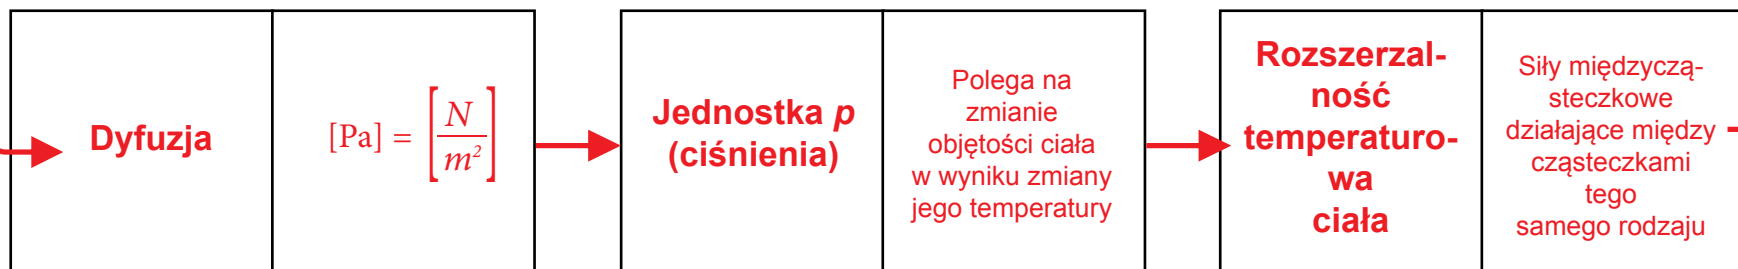 Dyfuzja
[Pa] = [N/m²]
Jednostka p
(ciśnienia)
Polega na
zmianie
objętości ciała
w wyniku zmiany
jego temperatury
Rozszerzal-
ność
temperaturo-
wa
ciała
Siły międzyczą-
steczkowe
działające między
cząsteczkami
tego
samego rodzaju